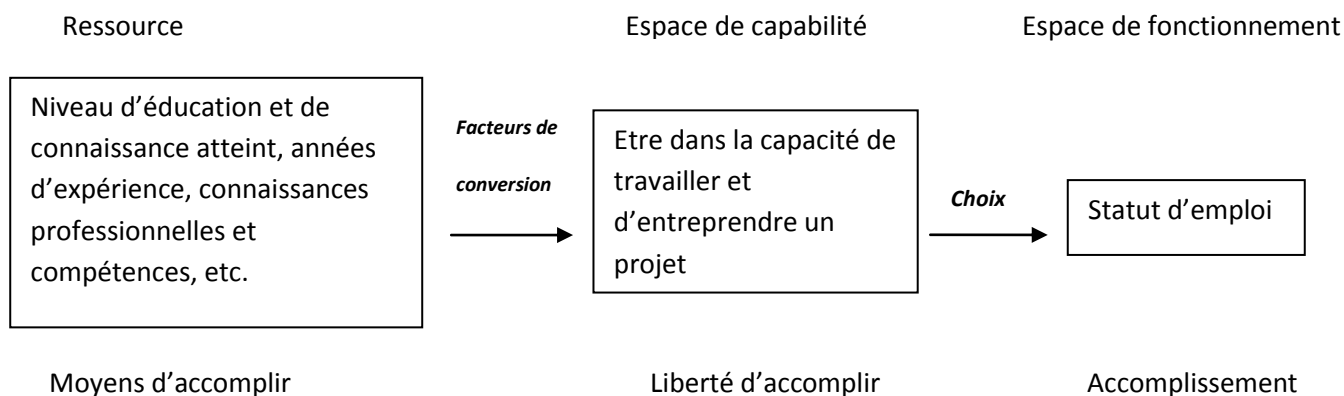 Ressource
Espace de capabilité
Espace de fonctionnement
Niveau d’éducation et de
connaissance atteint, années
d’expérience, connaissances
professionnelles et
compétences, etc.
Facteurs de
conversion
Etre dans la capacité de
travailler et
d’entreprendre un
projet
Choix
Statut d’emploi
Moyens d’accomplir
Liberté d’accomplir
Accomplissement